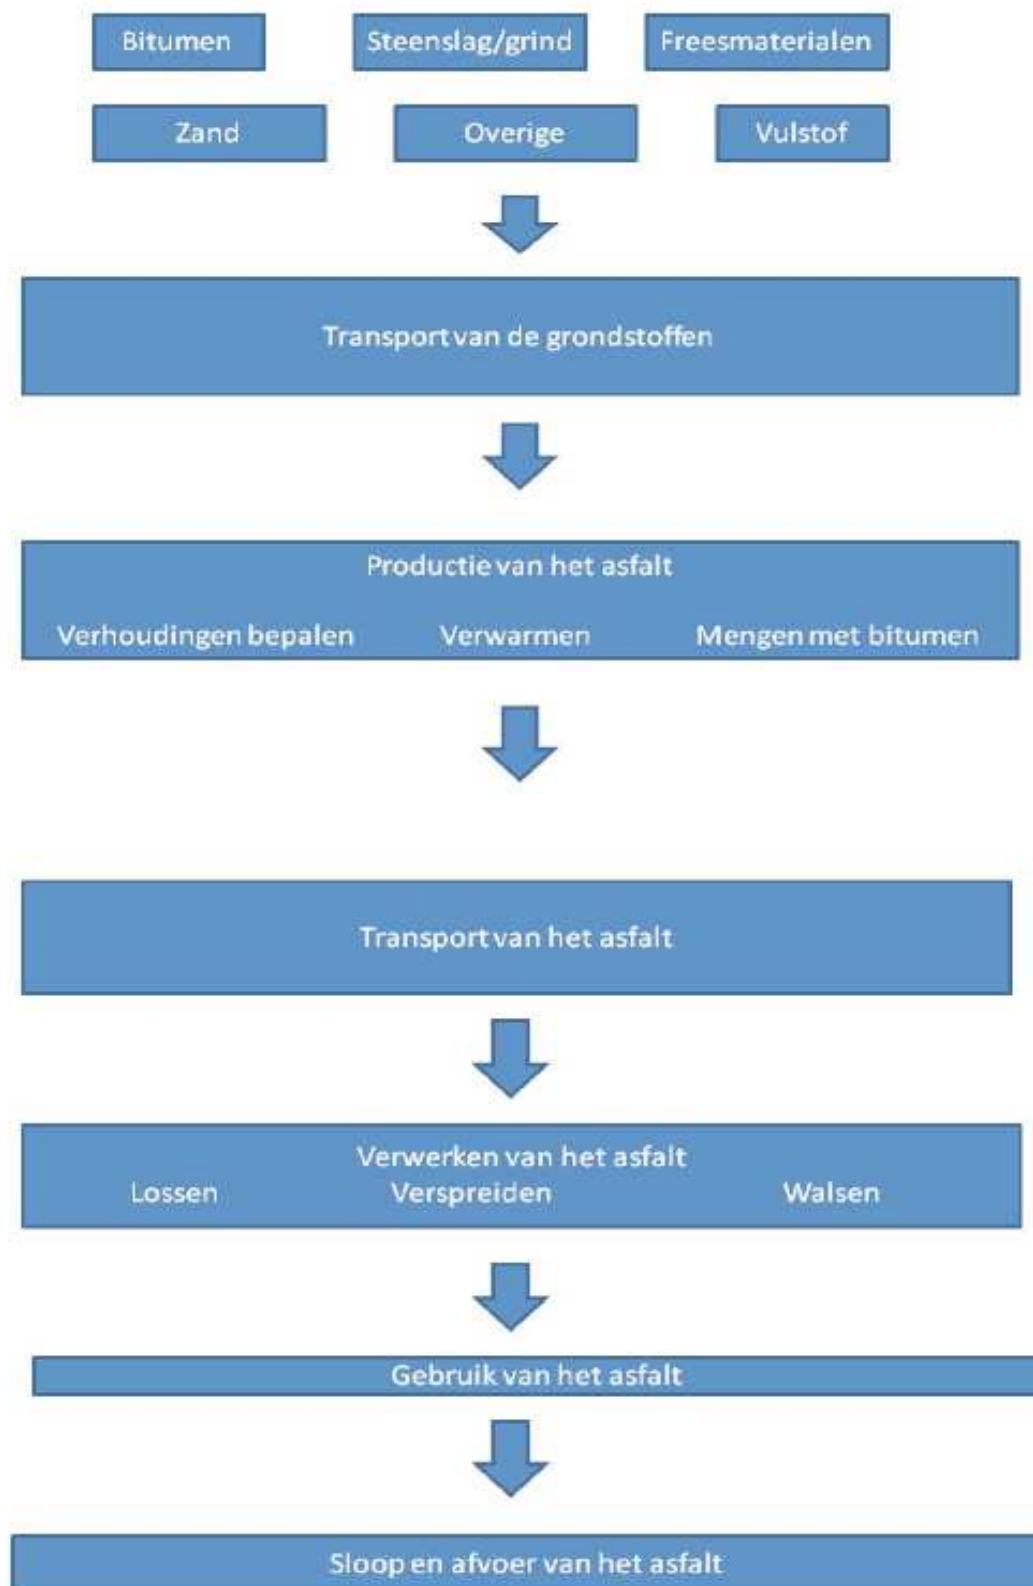 Bitumen Steenslag/grind Freesmaterialen
Zand Overige Vulstof
Transport van de grondstoffen
Productie van het asfalt
Verhoudingen bepalen Verwarmen Mengen met bitumen
Transport van het asfalt
Verwerken van het asfalt
Lossen Verspreiden Walsen
Gebruik van het asfalt
Sloop en afvoer van het asfalt